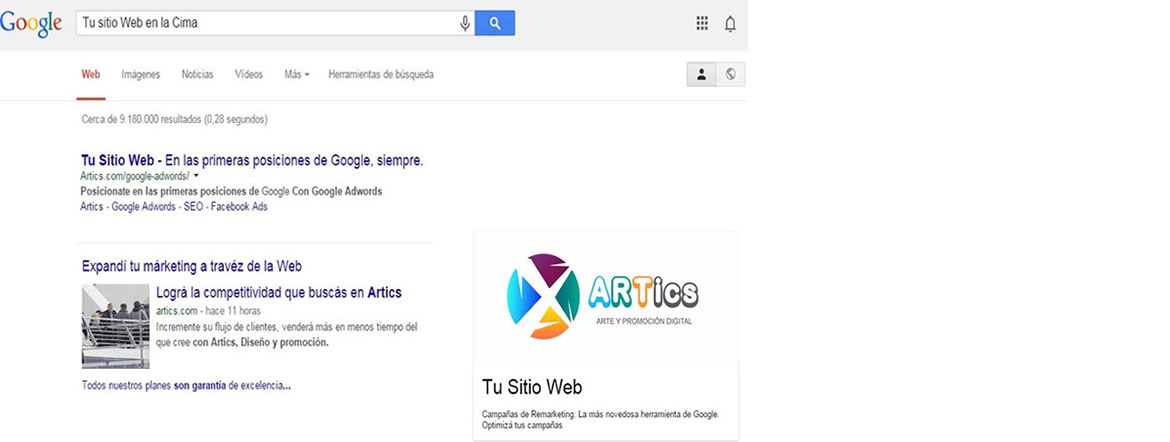 Google
Tu sitio Web en la Cima
Web Imágenes Noticias Vídeos Más Herramientas de búsqueda
Cerca de 9.180.000 resultados (0,28 segundos)
Tu Sitio Web - En las primeras posiciones de Google, siempre.
Artics.com/google-adwords/
Posicionate en las primeras posiciones de Google Con Google Adwords
Artics - Google Adwords - SEO - Facebook Ads
Expandí tu márketing a travéz de la Web
Lográ la competitividad que buscás en Artics
artics.com - hace 11 horas
Incremente su flujo de clientes, venderá más en menos tiempo del
que cree con Artics, Diseño y promoción.
Todos nuestros planes son garantía de excelencia...
ARTics
ARTE Y PROMOCIÓN DIGITAL
Tu Sitio Web
Campañas de Remarketing: La más novedosa herramienta de Google.
Optimizá tus campañas